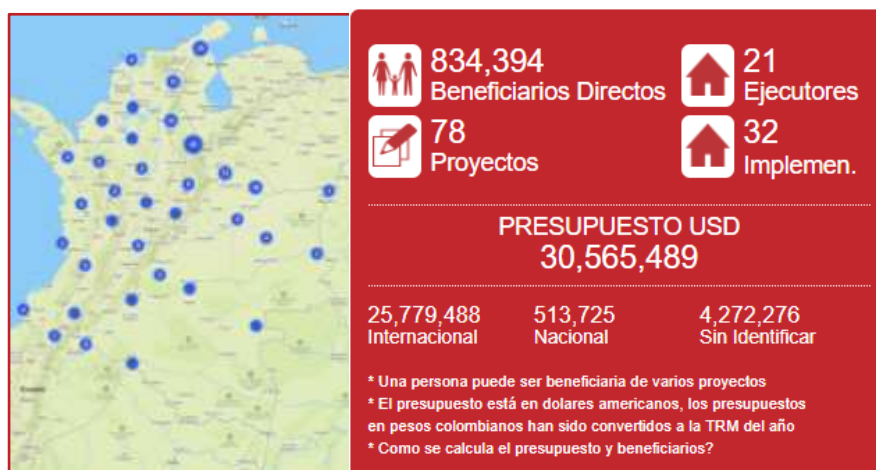 834,394
Beneficiarios Directos
21
Ejecutores
78
Proyectos
32
Implemen.
PRESUPUESTO USD
30,565,489
25,779,488
Internacional
513,725
Nacional
4,272,276
Sin Identificar
* Una persona puede ser beneficiaria de varios proyectos
* El presupuesto está en dolares americanos, los presupuestos
en pesos colombianos han sido convertidos a la TRM del año
* Como se calcula el presupuesto y beneficiarios?